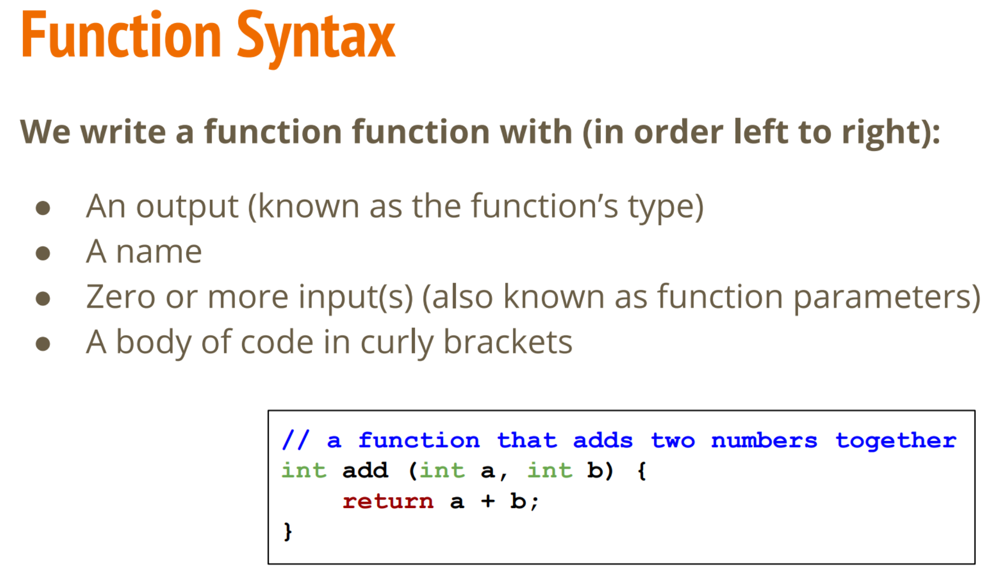 Function Syntax
We write a function function with (in order left to right):
● An output (known as the function’s type)
● A name
● Zero or more input(s) (also known as function parameters)
● A body of code in curly brackets
// a function that adds two numbers together
int add (int a, int b) {
    return a + b;
}